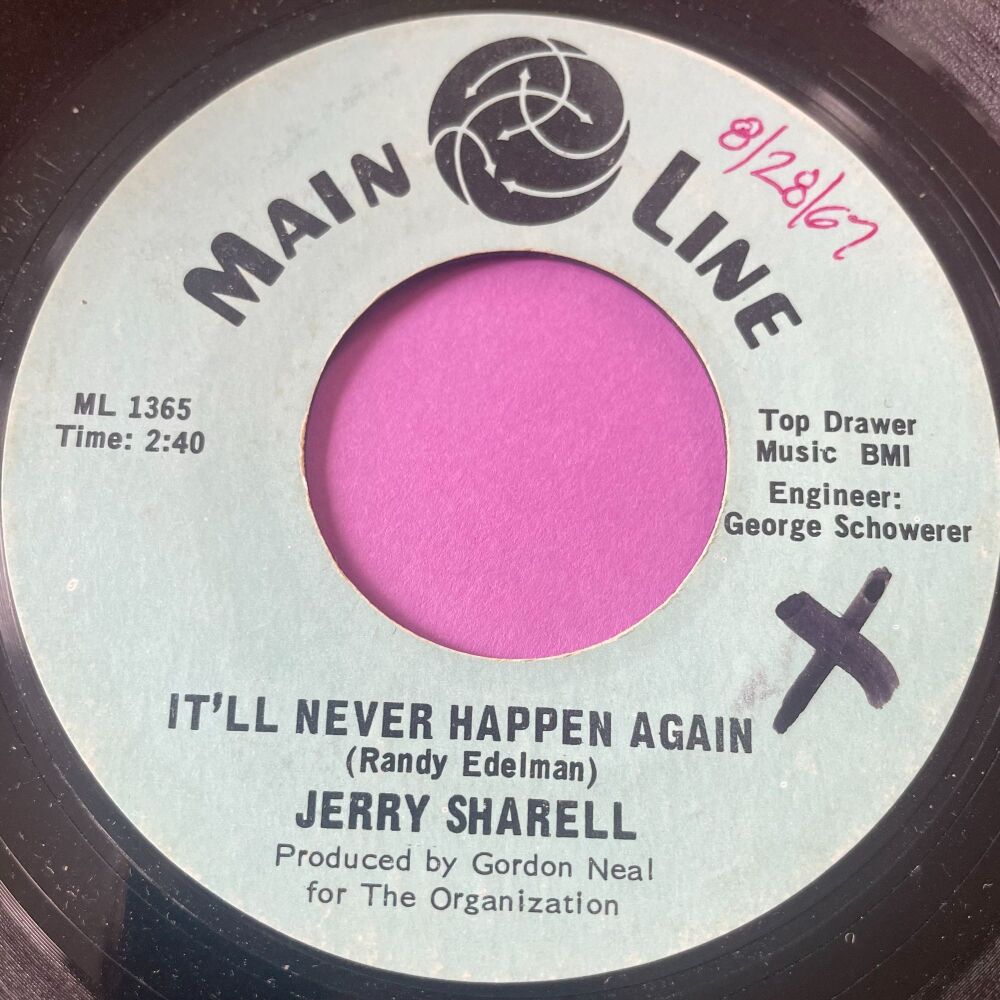 MAIN LINE
8/28/67
ML 1365
Time: 2:40
Top Drawer
Music BMI
Engineer:
George Schowerer
IT'LL NEVER HAPPEN AGAIN
(Randy Edelman)
JERRY SHARELL
Produced by Gordon Neal
for The Organization